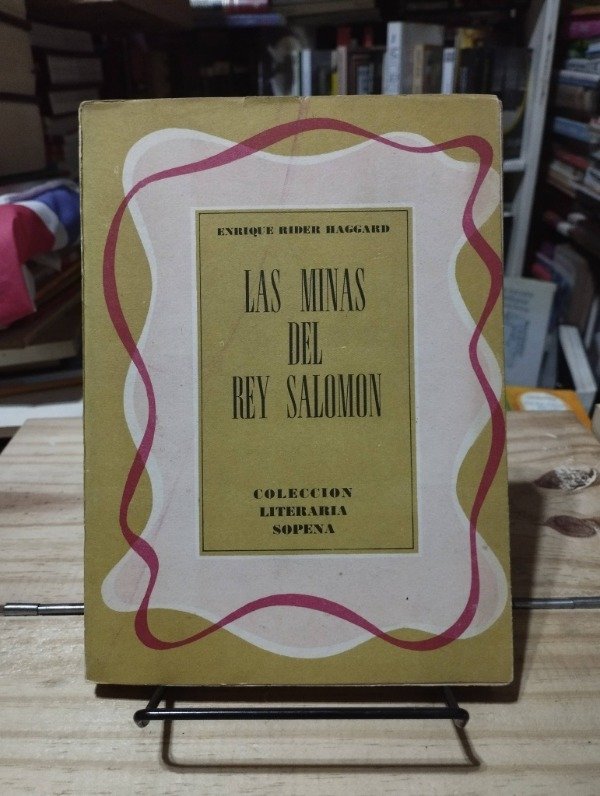 ENRIQUE RIDER HAGGARD
LAS MINAS
DEL
REY SALOMON
COLECCION
LITERARIA
SOPENA